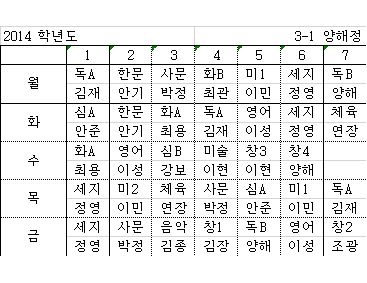 2014 학년도 3-1 양해정
1 2 3 4 5 6 7
독A 한문 사문 화B 미1 세지 독B
월
김재 안기 박정 최관 이민 정영 양해
심A 한문 화A 독A 영어 세지 체육
화
안준 안기 최용 김재 이성 정영 연장
화A 영어 심B 미술 창3 창4
수
최용 이성 강보 이현 이현 양해
세지 미2 체육 사문 심A 미1 독A
목
정영 이민 연장 박정 안준 이민 김재
세지 사문 음악 창1 독B 영어 창2
금
정영 박정 김종 김장 양해 이성 조광